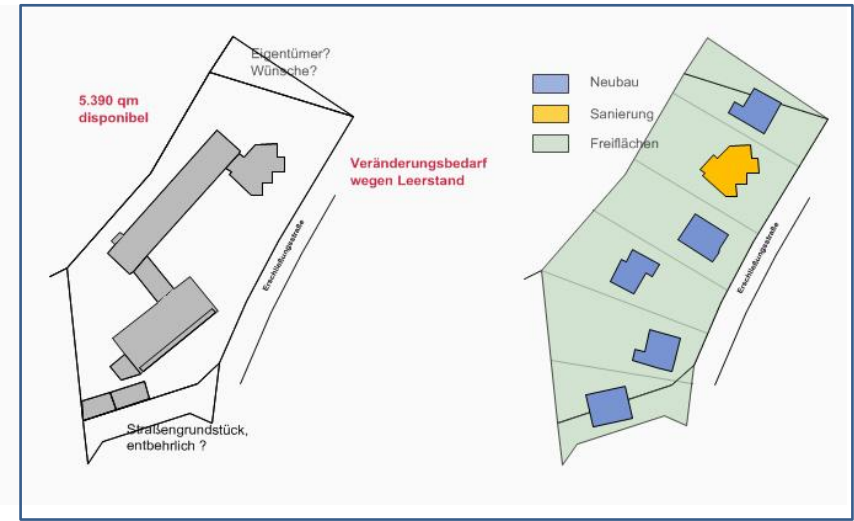 Eigentümer?
Wünsche?
5.390 qm
disponibel
Veränderungsbedarf
wegen Leerstand
Erschließungsstraße
Straßengrundstück,
entbehrlich ?
Neubau
Sanierung
Freiflächen
Erschließungsstraße